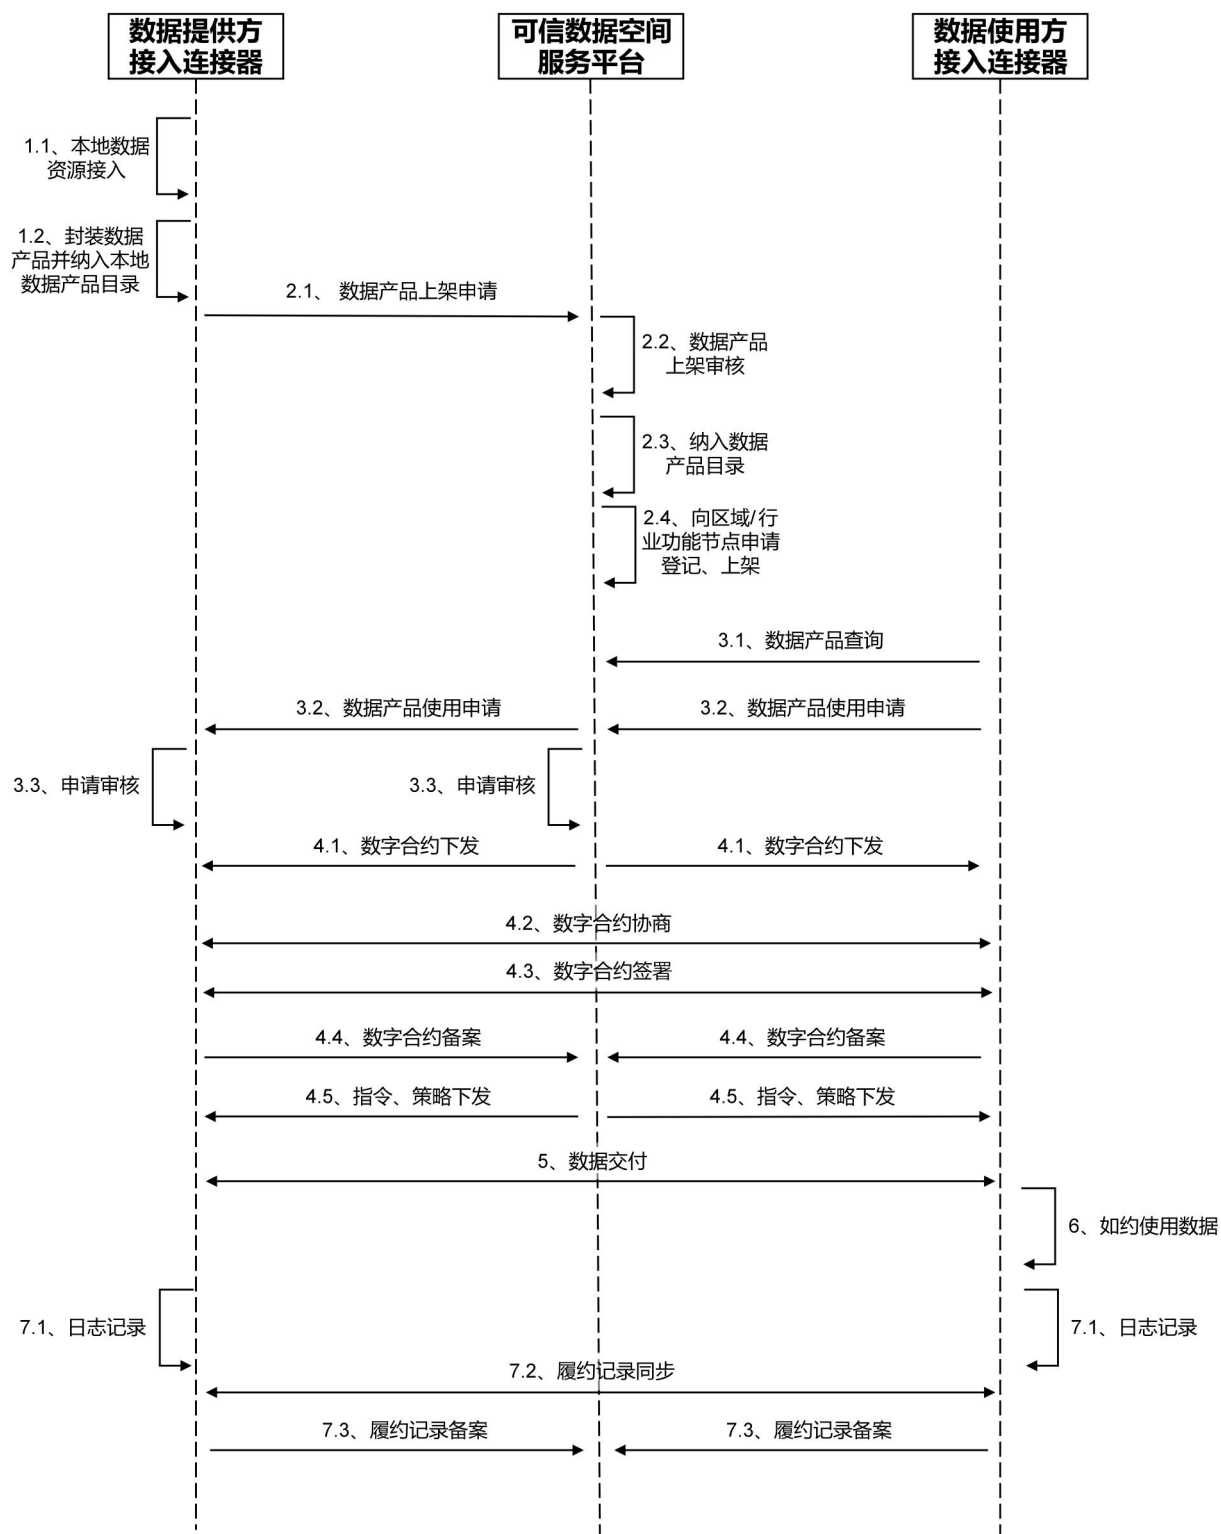 数据提供方
接入连接器
可信数据空间
服务平台
数据使用方
接入连接器
1.1、本地数据
资源接入
1.2、封装数据
产品并纳入本地
数据产品目录
2.1、 数据产品上架申请
2.2、数据产品
上架审核
2.3、纳入数据
产品目录
2.4、向区域/行
业功能节点申请
登记、上架
3.1、数据产品查询
3.2、数据产品使用申请
3.2、数据产品使用申请
3.3、申请审核
3.3、申请审核
4.1、数字合约下发
4.1、数字合约下发
4.2、数字合约协商
4.3、数字合约签署
4.4、数字合约备案
4.4、数字合约备案
4.5、指令、策略下发
4.5、指令、策略下发
5、数据交付
6、如约使用数据
7.1、日志记录
7.1、日志记录
7.2、履约记录同步
7.3、履约记录备案
7.3、履约记录备案